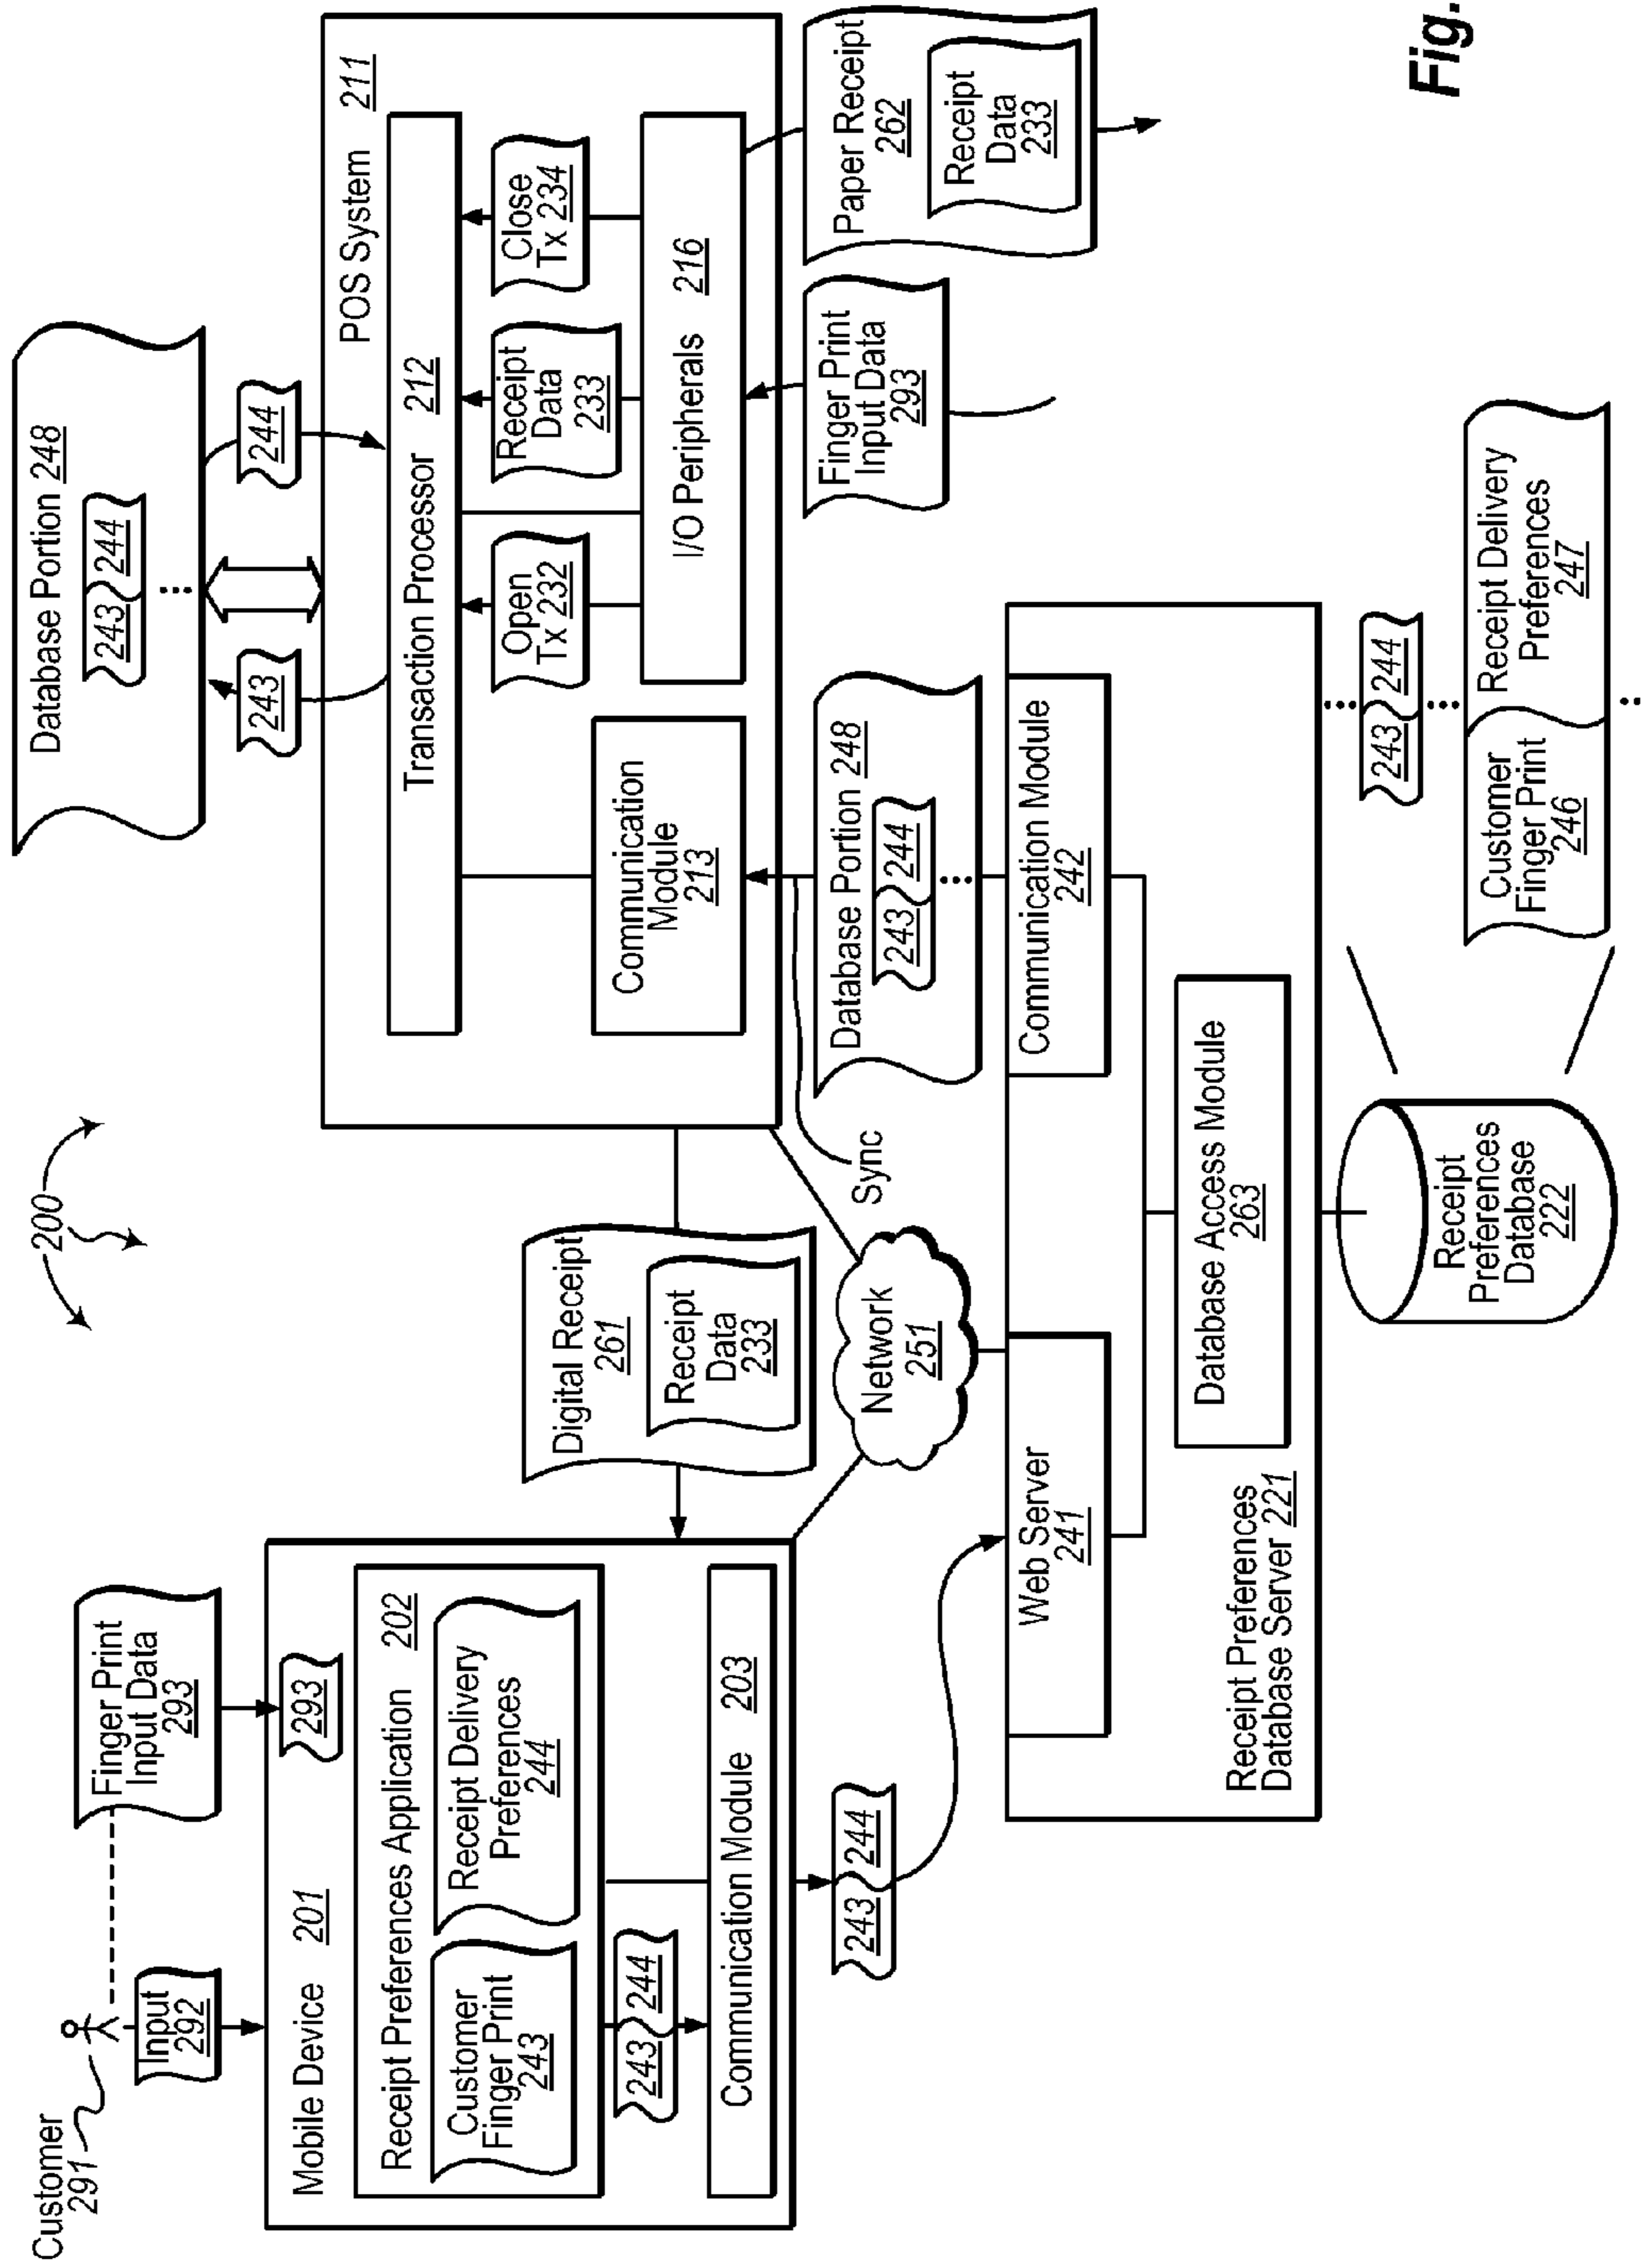 200
Customer
291
Input
292
Finger Print
Input Data
293
293
Mobile Device 201
Receipt Preferences Application 202
Customer
Finger Print
243
Receipt Delivery
Preferences
244
243 244
Communication Module 203
243 244
Digital Receipt
261
Receipt
Data
233
Network
251
Database Portion 248
243 244
...
243
244
POS System 211
Transaction Processor 212
Open
Tx 232
Receipt
Data
233
Close
Tx 234
Communication
Module
213
I/O Peripherals 216
Finger Print
Input Data
293
Paper Receipt
262
Receipt
Data
233
Sync
Database Portion 248
243 244
...
Web Server
241
Communication Module
242
Database Access Module
263
Receipt Preferences
Database Server 221
Receipt
Preferences
Database
222
...
243 244
...
Customer
Finger Print
246
Receipt Delivery
Preferences
247
...
Fig.